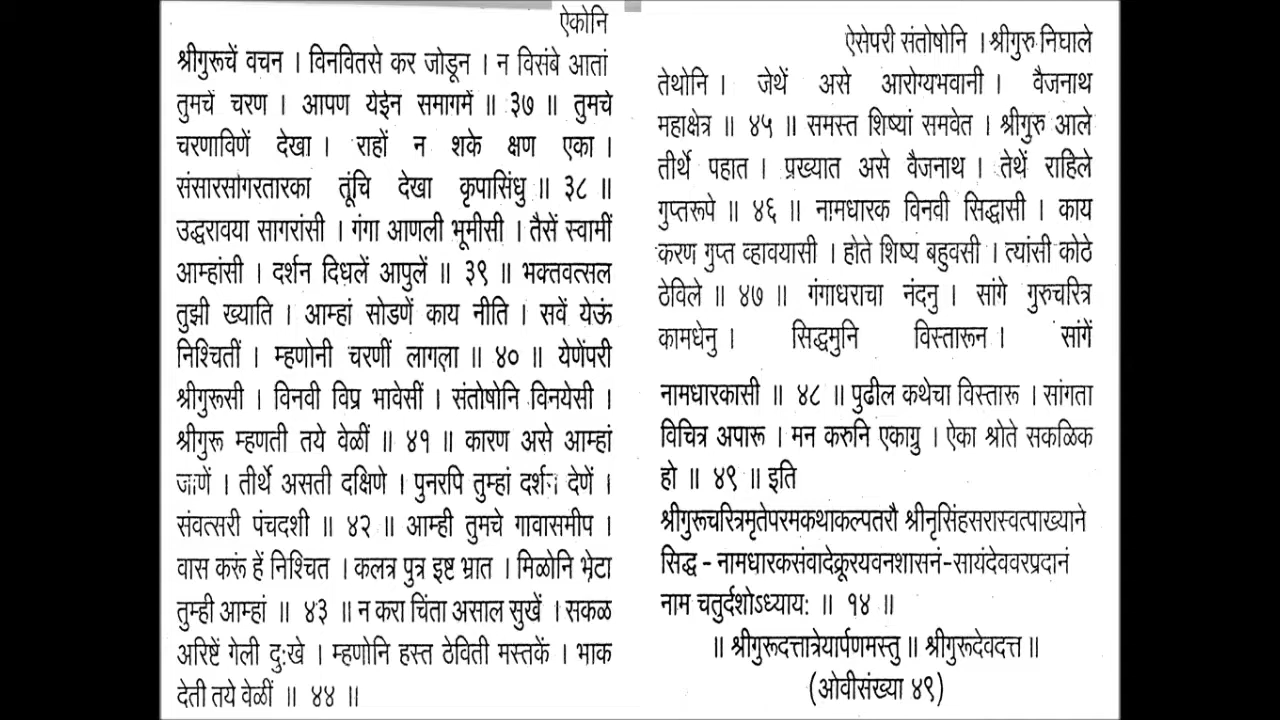 ऐकोनि
श्रीगुरूचें वचन । विनवितसे कर जोडून । न विसंबे आतां
तुमचें चरण । आपण येईन समागमें ॥ ३७ ॥ तुमचे
चरणाविणें देखा । राहों न शके क्षण एका ।
संसारसागरतारका तूंचि देखा कृपासिंधु ॥ ३८ ॥
उद्धरावया सागरांसी । गंगा आणली भूमीसी । तैसें स्वामीं
आम्हांसी । दर्शन दिधलें आपुलें ॥ ३९ ॥ भक्तवत्सल
तुझी ख्याति । आम्हां सोडणें काय नीति । सवें येऊं
निश्चितीं । म्हणोनी चरणीं लागला ॥ ४० ॥ येणेंपरी
श्रीगुरूसी । विनवी विप्र भावेसीं । संतोषोनि विनयेसी ।
श्रीगुरू म्हणती तये वेळीं ॥ ४१ ॥ कारण असे आम्हां
जाणें । तीर्थे असती दक्षिणे । पुनरपि तुम्हां दर्शन देणें ।
संवत्सरी पंचदशी ॥ ४२ ॥ आम्ही तुमचे गावासमीप ।
वास करूं हें निश्चित । कलत्र पुत्र इष्ट भ्रात । मिळोनि भेटा
तुम्ही आम्हां ॥ ४३ ॥ न करा चिंता असाल सुखें । सकळ
अरिष्टें गेली दुःखे । म्हणोनि हस्त ठेविती मस्तकें । भाक
देती तये वेळीं ॥ ४४ ॥
ऐसेपरी संतोषोनि । श्रीगुरु निघाले
तेथोनि । जेथें असे आरोग्यभवानी । वैजनाथ
महाक्षेत्र ॥ ४५ ॥ समस्त शिष्यां समवेत । श्रीगुरु आले
तीर्थे पहात । प्रख्यात असे वैजनाथ । तेथें राहिले
गुप्तरूपे ॥ ४६ ॥ नामधारक विनवी सिद्धासी । काय
करण गुप्त व्हावयासी । होते शिष्य बहुवसी । त्यांसी कोठे
ठेविले ॥ ४७ ॥ गंगाधराचा नंदनु । सांगे गुरुचरित्र
कामधेनु । सिद्धमुनि विस्तारून । सांगें
नामधारकासी ॥ ४८ ॥ पुढील कथेचा विस्तारू । सांगता
विचित्र अपारू । मन करुनि एकाग्रु । ऐका श्रोते सकळिक
हो ॥ ४९ ॥ इति
श्रीगुरूचरित्रमृतेपरमकथाकल्पतरौ श्रीनृसिंहसरास्वत्पाख्याने
सिद्ध - नामधारकसंवादेक्रूरयवनशासनं-सायंदेववरप्रदानं
नाम चतुर्दशोऽध्यायः ॥ १४ ॥
॥ श्रीगुरूदत्तात्रेयार्पणमस्तु ॥ श्रीगुरूदेवदत्त ॥
(ओवीसंख्या ४९)